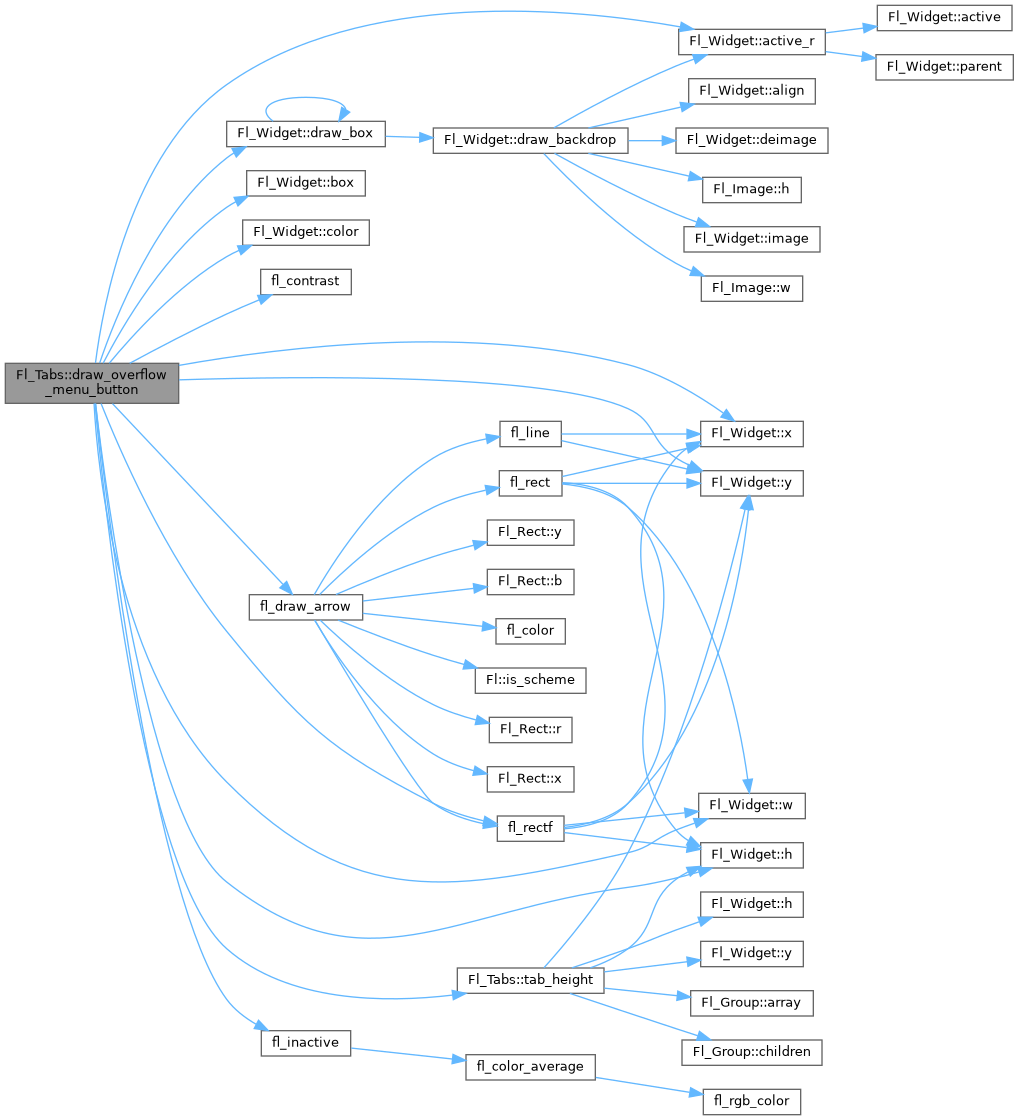 Fl_Widget::active
Fl_Widget::active_r
Fl_Widget::parent
Fl_Widget::align
Fl_Widget::draw_box
Fl_Widget::draw_backdrop
Fl_Widget::deimage
Fl_Widget::box
Fl_Image::h
Fl_Widget::color
Fl_Widget::image
fl_contrast
Fl_Image::w
Fl_Tabs::draw_overflow
_menu_button
fl_line
Fl_Widget::x
fl_rect
Fl_Widget::y
Fl_Rect::y
Fl_Rect::b
fl_draw_arrow
fl_color
Fl::is_scheme
Fl_Rect::r
Fl_Rect::x
Fl_Widget::w
fl_rectf
Fl_Widget::h
Fl_Widget::h
Fl_Widget::y
Fl_Tabs::tab_height
Fl_Group::array
fl_inactive
Fl_Group::children
fl_color_average
fl_rgb_color